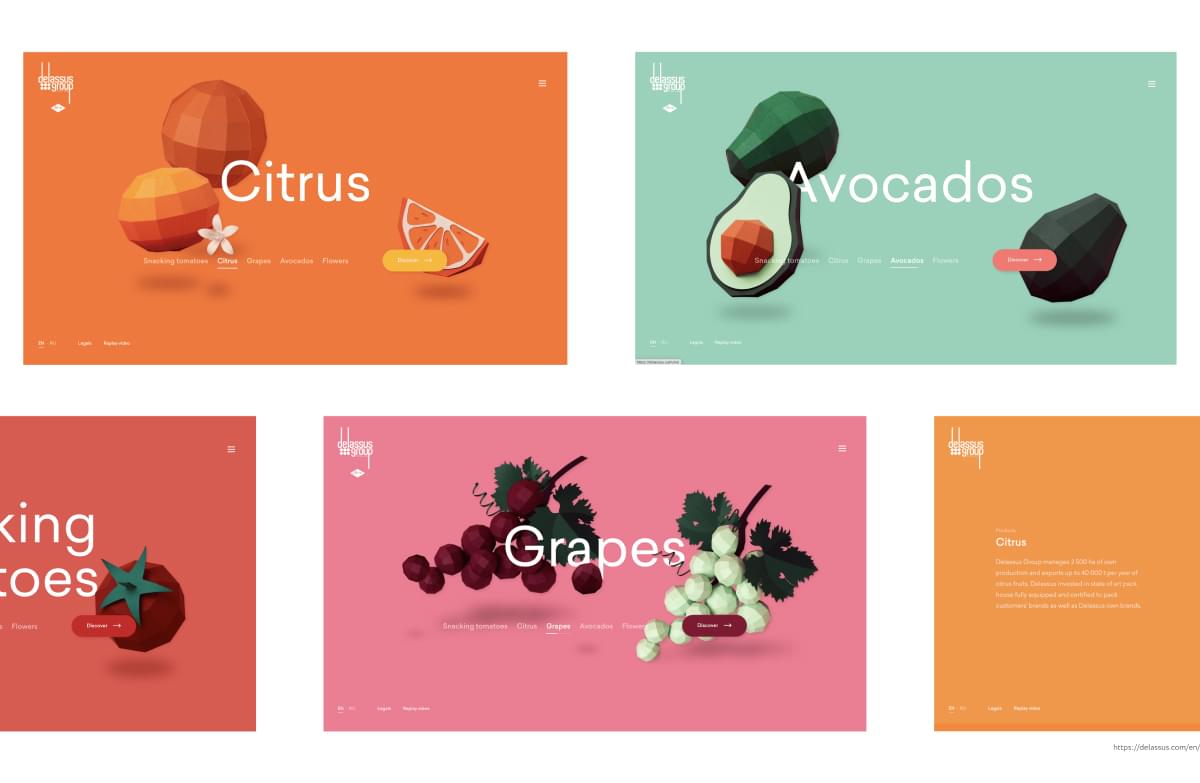 delassus
group
Citrus
Snacking tomatoes Citrus Grapes Avocados Flowers
Discover →
EN RU Legals Replay video
delassus
group
Avocados
Snacking tomatoes Citrus Grapes Avocados Flowers
Discover →
EN Legals Replay video
king
toes
s Flowers
Discover →
delassus
group
Grapes
Snacking tomatoes Citrus Grapes Avocados Flowers
Discover →
EN RU Legals Replay video
delassus
group
Products
Citrus
Delassus Group manages 2 500 ha of own
production and exports up to 40 000 t per year of
citrus fruits. Delassus invested in state of art pack
house fully equipped and certified to pack
customers' brands as well as Delassus own brands.
EN RU Legals Replay video
https://delassus.com/en/